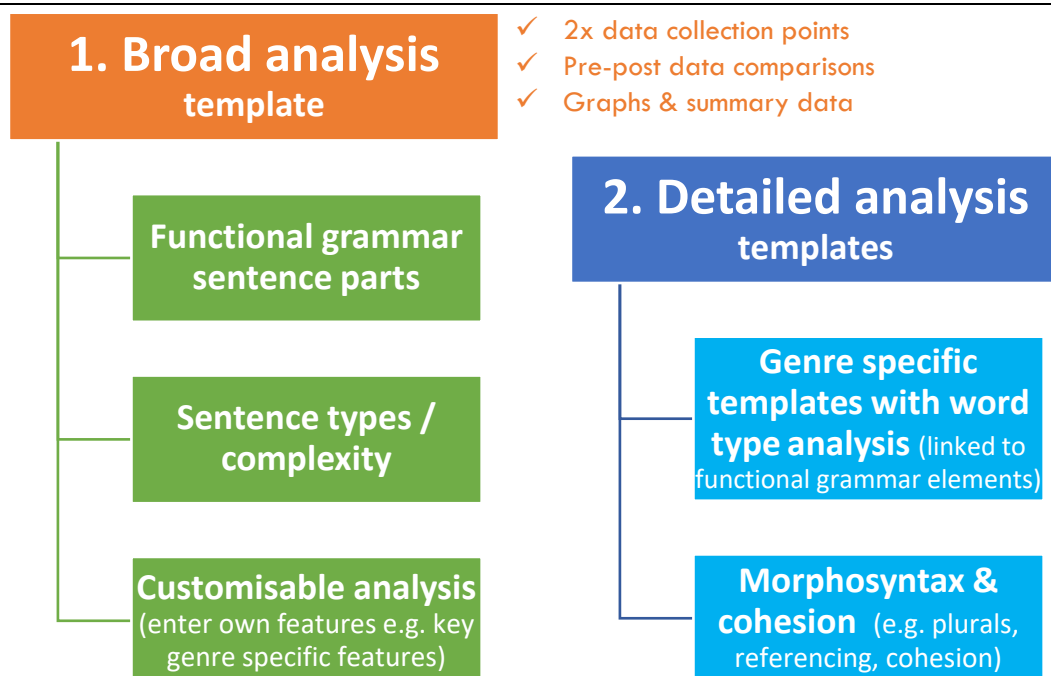 1. Broad analysis
template
✓ 2x data collection points
✓ Pre-post data comparisons
✓ Graphs & summary data
Functional grammar
sentence parts
Sentence types /
complexity
Customisable analysis
(enter own features e.g. key
genre specific features)
2. Detailed analysis
templates
Genre specific
templates with word
type analysis (linked to
functional grammar elements)
Morphosyntax &
cohesion (e.g. plurals,
referencing, cohesion)